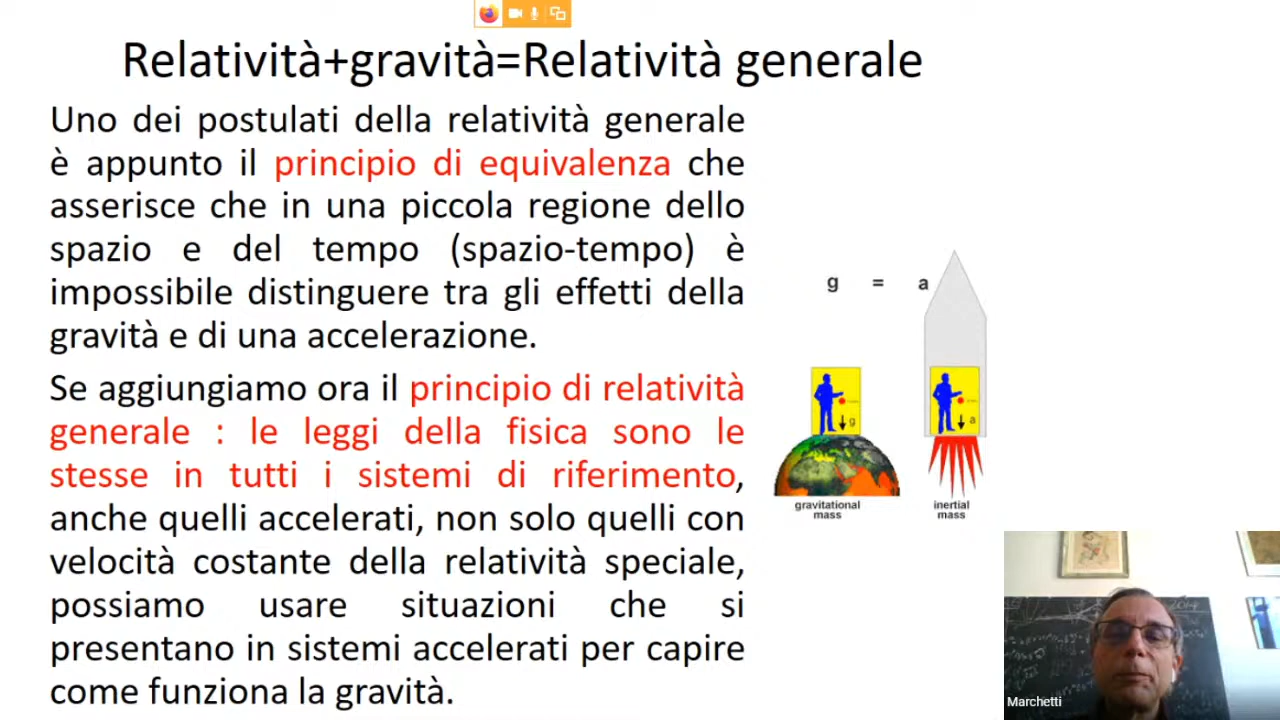 Relatività+gravità=Relatività generale
Uno dei postulati della relatività generale
è appunto il principio di equivalenza che
asserisce che in una piccola regione dello
spazio e del tempo (spazio-tempo) è
impossibile distinguere tra gli effetti della
gravità e di una accelerazione.
Se aggiungiamo ora il principio di relatività
generale : le leggi della fisica sono le
stesse in tutti i sistemi di riferimento,
anche quelli accelerati, non solo quelli con
velocità costante della relatività speciale,
possiamo usare situazioni che si
presentano in sistemi accelerati per capire
come funziona la gravità.
g = a
g
a
gravitational
mass
inertial
mass
Marchetti